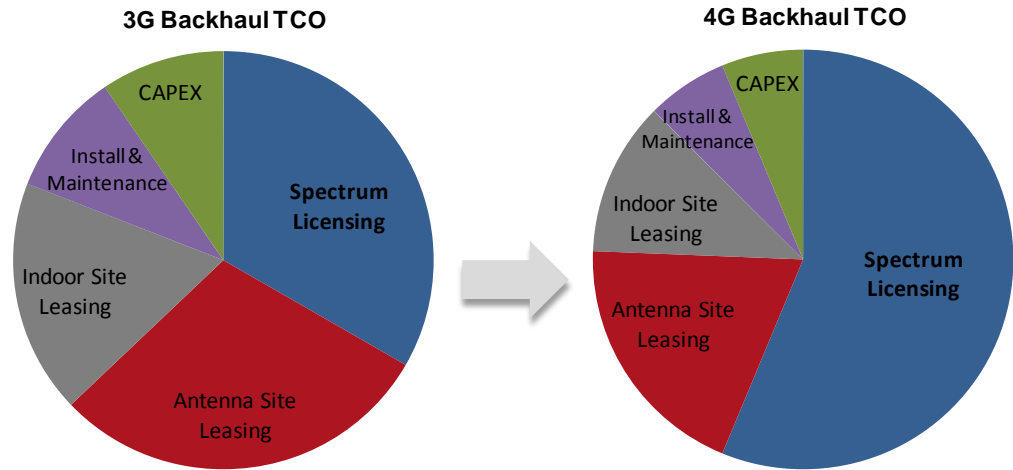 3G Backhaul TCO
CAPEX
Install &
Maintenance
Spectrum
Licensing
Indoor Site
Leasing
Antenna Site
Leasing
4G Backhaul TCO
CAPEX
Install &
Maintenance
Indoor Site
Leasing
Spectrum
Licensing
Antenna Site
Leasing